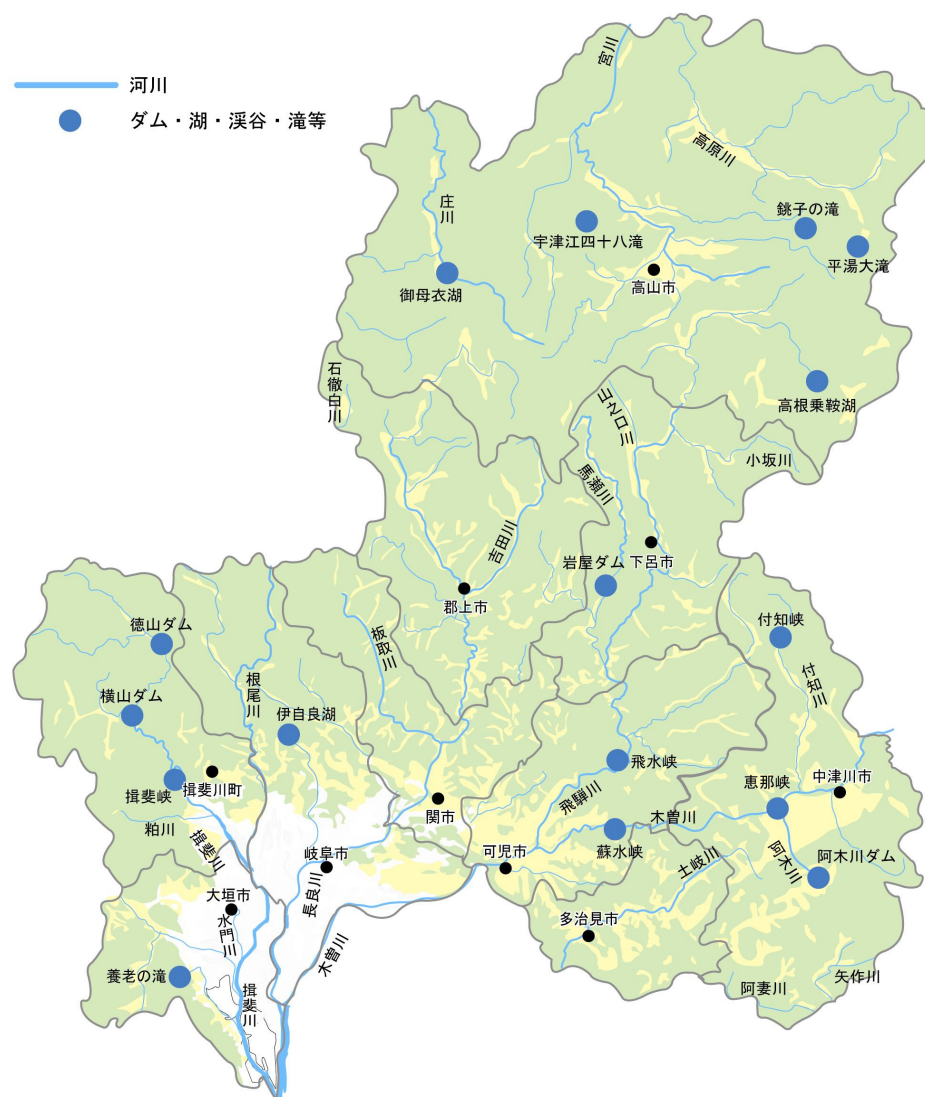 河川
ダム・湖・渓谷・滝等
宮川
高原川
庄川
銚子の滝
宇津江四十八滝
平湯大滝
高山市
御母衣湖
石徹白川
高根乗鞍湖
山之口川
小坂川
馬瀬川
吉田川
岩屋ダム
下呂市
郡上市
付知峡
徳山ダム
板取川
付知川
根尾川
横山ダム
伊自良湖
飛水峡
中津川市
恵那峡
揖斐峡
揖斐川町
飛騨川
関市
木曽川
粕川
揖斐川
蘇水峡
可児市
阿木川
阿木川ダム
岐阜市
土岐川
長良川
大垣市
水門川
多治見市
木曽川
養老の滝
揖斐川
阿妻川
矢作川